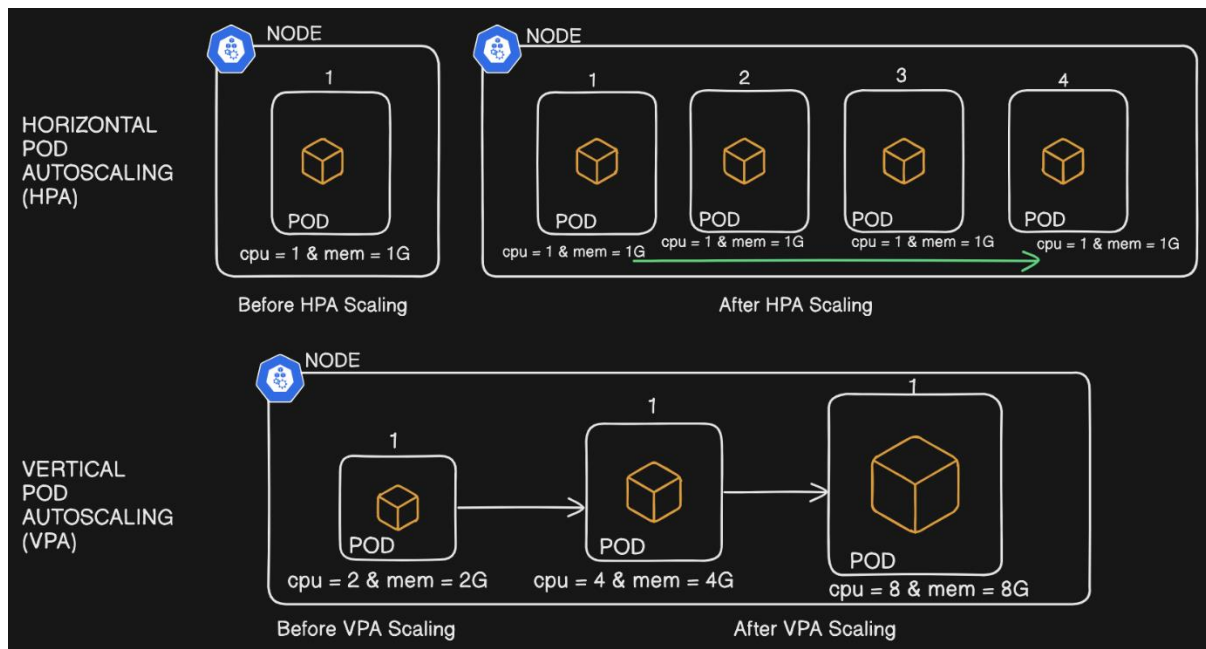 NODE
1
POD
cpu = 1 & mem = 1G
Before HPA Scaling
HORIZONTAL
POD
AUTOSCALING
(HPA)
NODE
1
2
3
4
POD
POD
POD
POD
cpu = 1 & mem = 1G
cpu = 1 & mem = 1G
cpu = 1 & mem = 1G
cpu = 1 & mem = 1G
After HPA Scaling
NODE
VERTICAL
POD
AUTOSCALING
(VPA)
1
POD
cpu = 2 & mem = 2G
1
POD
cpu = 4 & mem = 4G
1
POD
cpu = 8 & mem = 8G
Before VPA Scaling
After VPA Scaling